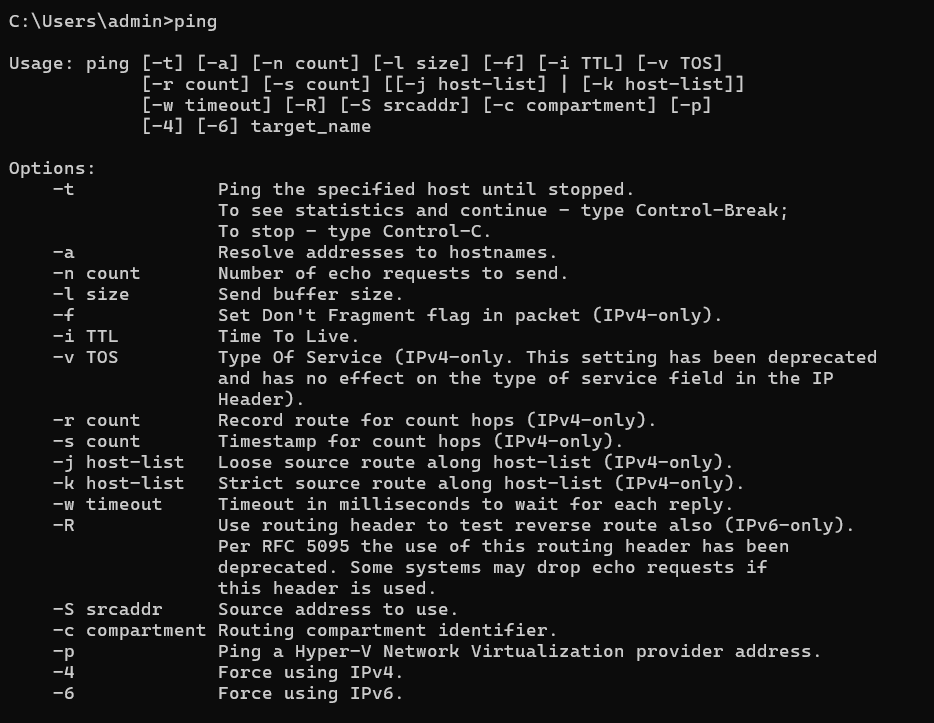 C:\Users\admin>ping
Usage: ping [-t] [-a] [-n count] [-l size] [-f] [-i TTL] [-v TOS]
            [-r count] [-s count] [[-j host-list] | [-k host-list]]
            [-w timeout] [-R] [-S srcaddr] [-c compartment] [-p]
            [-4] [-6] target_name
Options:
    -t             Ping the specified host until stopped.
                   To see statistics and continue - type Control-Break;
                   To stop - type Control-C.
    -a             Resolve addresses to hostnames.
    -n count       Number of echo requests to send.
    -l size        Send buffer size.
    -f             Set Don't Fragment flag in packet (IPv4-only).
    -i TTL         Time To Live.
    -v TOS         Type Of Service (IPv4-only. This setting has been deprecated
                   and has no effect on the type of service field in the IP
                   Header).
    -r count       Record route for count hops (IPv4-only).
    -s count       Timestamp for count hops (IPv4-only).
    -j host-list   Loose source route along host-list (IPv4-only).
    -k host-list   Strict source route along host-list (IPv4-only).
    -w timeout     Timeout in milliseconds to wait for each reply.
    -R             Use routing header to test reverse route also (IPv6-only).
                   Per RFC 5095 the use of this routing header has been
                   deprecated. Some systems may drop echo requests if
                   this header is used.
    -S srcaddr     Source address to use.
    -c compartment Routing compartment identifier.
    -p             Ping a Hyper-V Network Virtualization provider address.
    -4             Force using IPv4.
    -6             Force using IPv6.